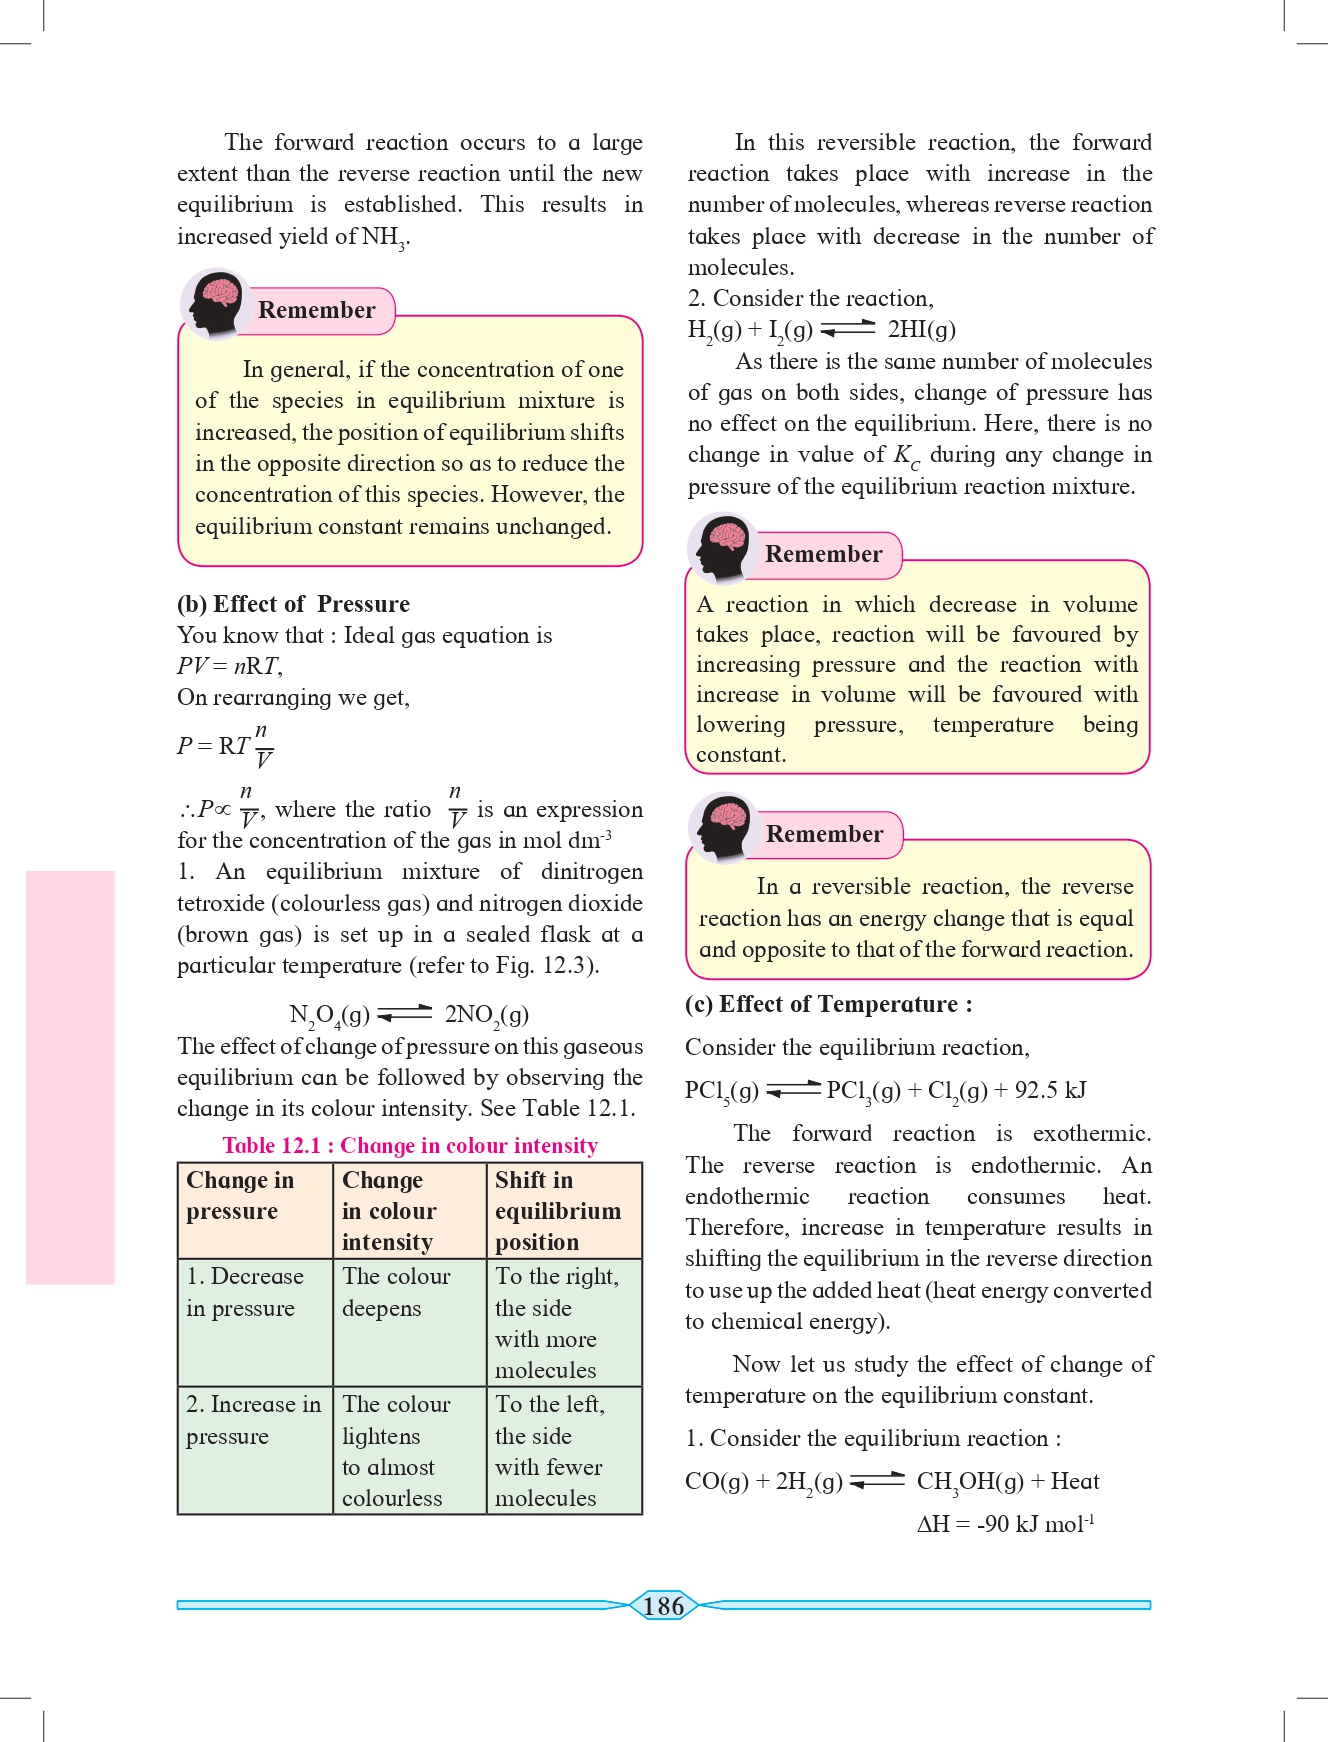 The forward reaction occurs to a large
extent than the reverse reaction until the new
equilibrium is established. This results in
increased yield of NH₃.
Remember
In general, if the concentration of one
of the species in equilibrium mixture is
increased, the position of equilibrium shifts
in the opposite direction so as to reduce the
concentration of this species. However, the
equilibrium constant remains unchanged.
(b) Effect of Pressure
You know that : Ideal gas equation is
PV = nRT,
On rearranging we get,
P = RT n/V
∴P∝ n/V, where the ratio n/V is an expression
for the concentration of the gas in mol dm⁻³
1. An equilibrium mixture of dinitrogen
tetroxide (colourless gas) and nitrogen dioxide
(brown gas) is set up in a sealed flask at a
particular temperature (refer to Fig. 12.3).
N₂O₄(g) ⇌ 2NO₂(g)
The effect of change of pressure on this gaseous
equilibrium can be followed by observing the
change in its colour intensity. See Table 12.1.
Table 12.1 : Change in colour intensity
Change in
pressure
Change
in colour
intensity
Shift in
equilibrium
position
1. Decrease
in pressure
The colour
deepens
To the right,
the side
with more
molecules
2. Increase in
pressure
The colour
lightens
to almost
colourless
To the left,
the side
with fewer
molecules
In this reversible reaction, the forward
reaction takes place with increase in the
number of molecules, whereas reverse reaction
takes place with decrease in the number of
molecules.
2. Consider the reaction,
H₂(g) + I₂(g) ⇌ 2HI(g)
As there is the same number of molecules
of gas on both sides, change of pressure has
no effect on the equilibrium. Here, there is no
change in value of K_C during any change in
pressure of the equilibrium reaction mixture.
Remember
A reaction in which decrease in volume
takes place, reaction will be favoured by
increasing pressure and the reaction with
increase in volume will be favoured with
lowering pressure, temperature being
constant.
Remember
In a reversible reaction, the reverse
reaction has an energy change that is equal
and opposite to that of the forward reaction.
(c) Effect of Temperature :
Consider the equilibrium reaction,
PCl₅(g) ⇌ PCl₃(g) + Cl₂(g) + 92.5 kJ
The forward reaction is exothermic.
The reverse reaction is endothermic. An
endothermic reaction consumes heat.
Therefore, increase in temperature results in
shifting the equilibrium in the reverse direction
to use up the added heat (heat energy converted
to chemical energy).
Now let us study the effect of change of
temperature on the equilibrium constant.
1. Consider the equilibrium reaction :
CO(g) + 2H₂(g) ⇌ CH₃OH(g) + Heat
ΔH = -90 kJ mol⁻¹
186